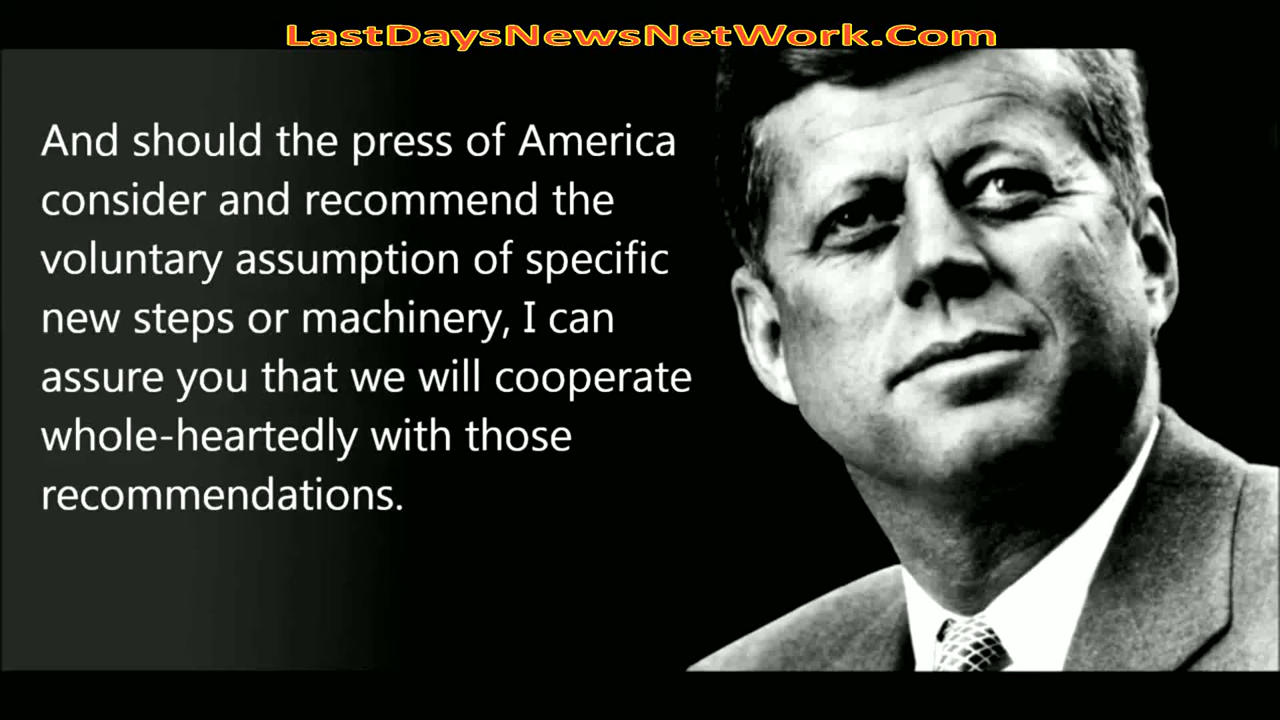 LastDaysNewsNetWork.Com
And should the press of America
consider and recommend the
voluntary assumption of specific
new steps or machinery, I can
assure you that we will cooperate
whole-heartedly with those
recommendations.